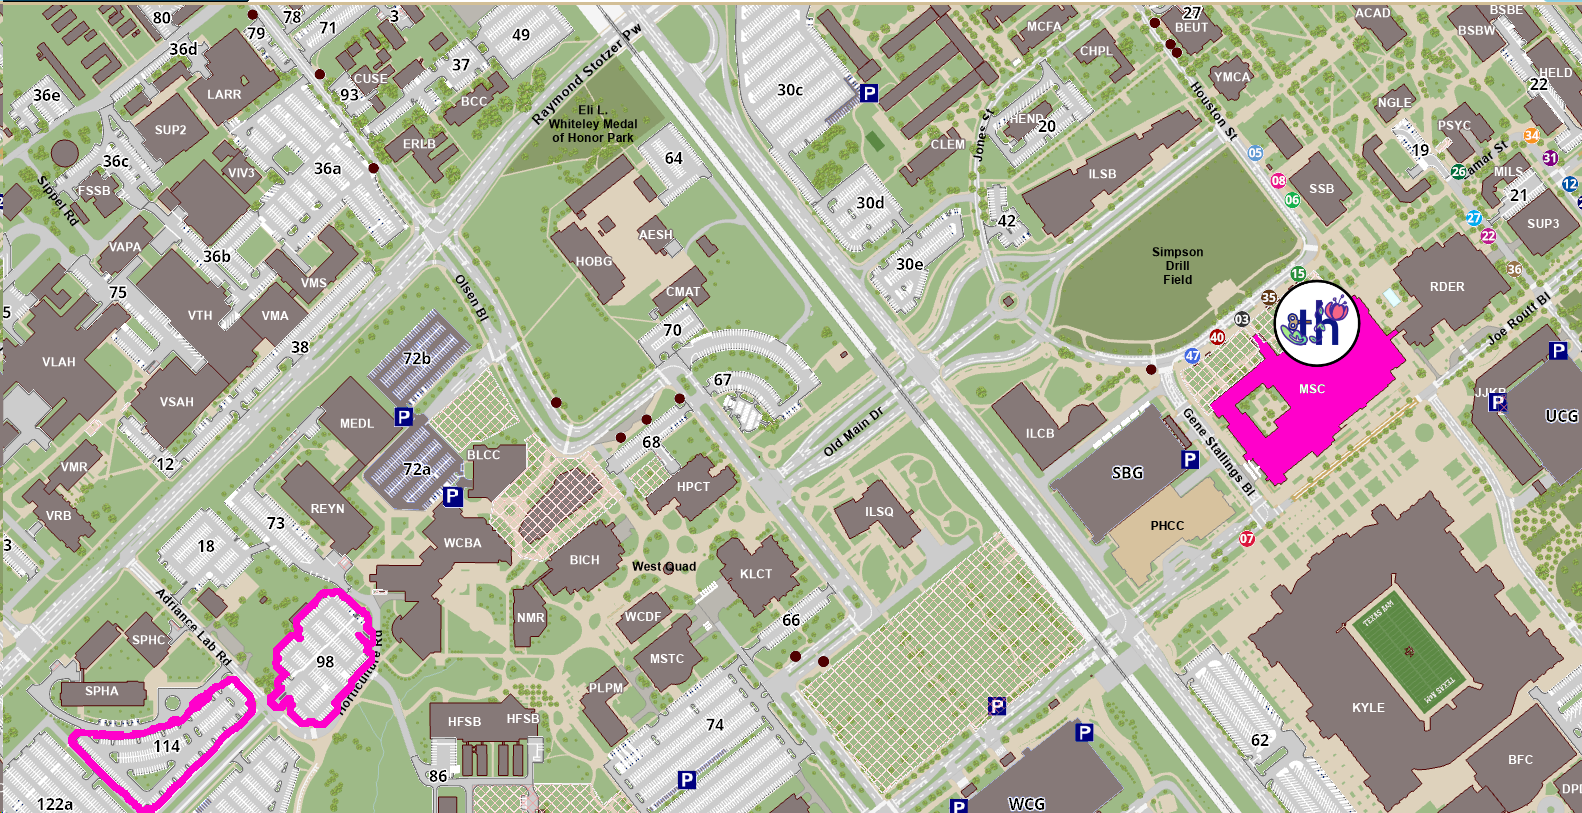 80
78
3
27
ACAD
BSBE
36d
79
71
49
MCFA
BEUT
BSBW
37
Raymond Stotzer Pw
CHPL
CUSE
HELD
YMCA
22
LARR
30c
P
36e
93
BCC
NGLE
Eli L.
Whiteley Medal
of Honor Park
Houston St
SUP2
HEND
20
PSYC
34
ERLB
CLEM
Jones St
05
19
31
36c
64
36a
VIV3
ILSB
08
26
MILS
12
FSSB
Sippel Rd
SSB
06
21
30d
42
27
SUP3
AESH
22
VAPA
36b
HOBG
30e
Simpson
Drill
Field
15
36
VMS
CMAT
RDER
75
Olsen Bl
35
5
VTH
VMA
03
th
Joe Routt Bl
70
40
38
P
VLAH
72b
47
67
MSC
VSAH
P
P
UCG
MEDL
68
Old Main Dr
ILCB
Gene Stallings Bl
BLCC
12
72a
P
SBG
VMR
P
HPCT
REYN
ILSQ
VRB
73
PHCC
3
18
WCBA
07
BICH
West Quad
KLCT
Adriance Lab Rd
NMR
WCDF
66
TEXAS A&M
SPHC
98
MSTC
SPHA
PLPM
TEXAS A&M
P
KYLE
HFSB
HFSB
74
P
62
114
BFC
86
P
122a
P
WCG